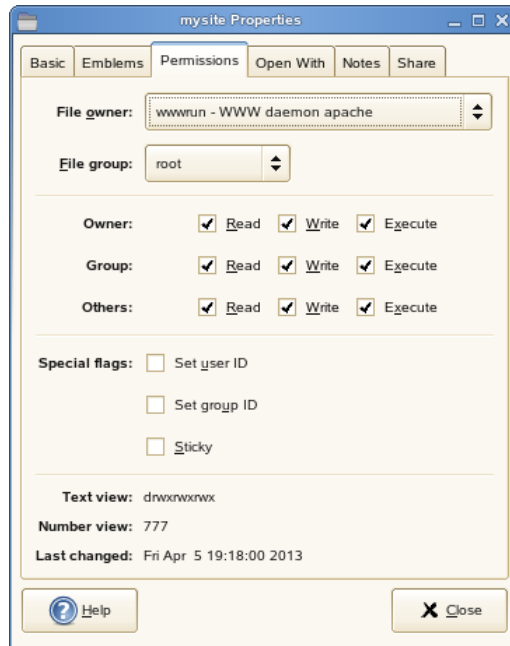 mysite Properties
Basic Emblems Permissions Open With Notes Share
File owner: wwwrun - WWW daemon apache
File group: root
Owner: Read Write Execute
Group: Read Write Execute
Others: Read Write Execute
Special flags: Set user ID
Set group ID
Sticky
Text view: drwxrwxrwx
Number view: 777
Last changed: Fri Apr 5 19:18:00 2013
Help Close